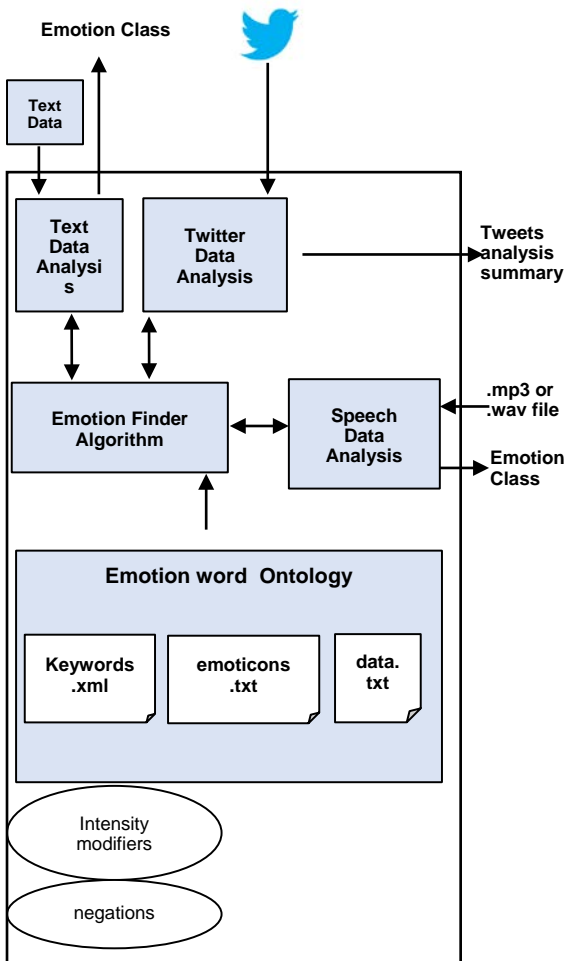 Emotion Class
Text
Data
Text
Data
Analysi
s
Twitter
Data
Analysis
Tweets
analysis
summary
Emotion Finder
Algorithm
Speech
Data
Analysis
.mp3 or
.wav file
Emotion
Class
Emotion word Ontology
Keywords
.xml
emoticons
.txt
data.
txt
Intensity
modifiers
negations